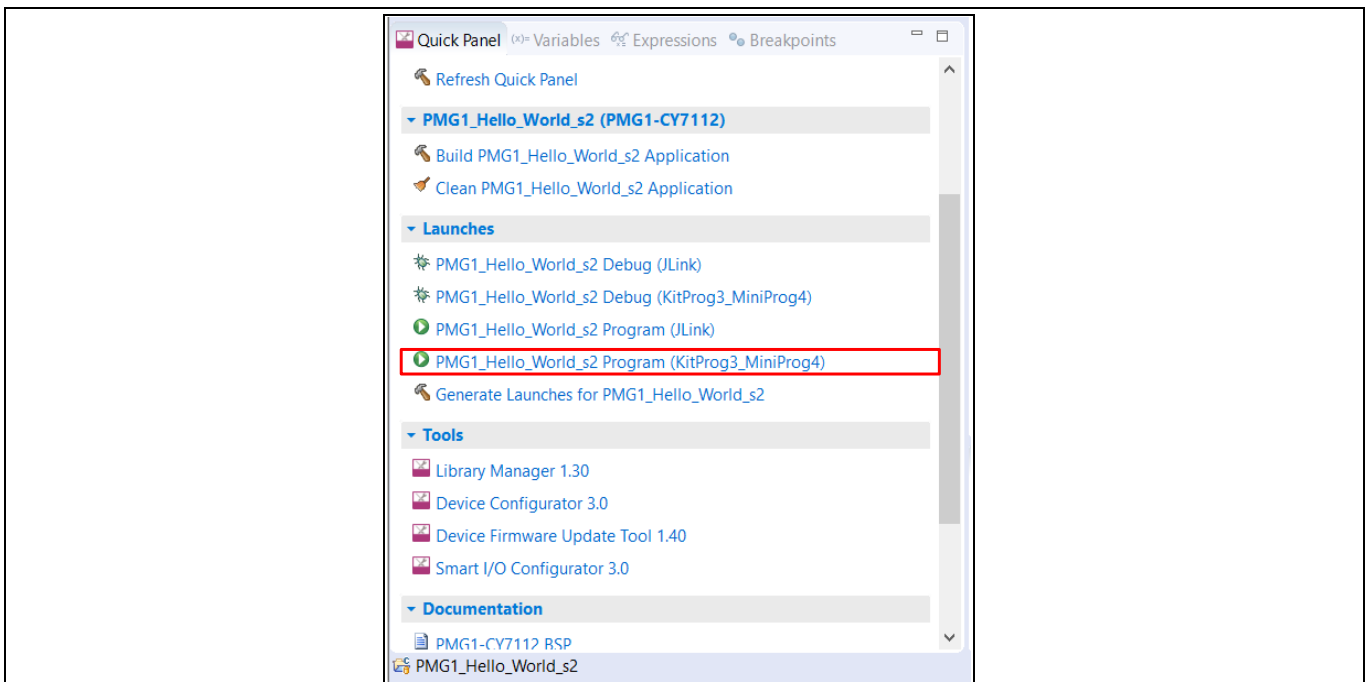 Quick Panel (x)= Variables Expressions Breakpoints
Refresh Quick Panel
PMG1_Hello_World_s2 (PMG1-CY7112)
Build PMG1_Hello_World_s2 Application
Clean PMG1_Hello_World_s2 Application
Launches
PMG1_Hello_World_s2 Debug (JLink)
PMG1_Hello_World_s2 Debug (KitProg3_MiniProg4)
PMG1_Hello_World_s2 Program (JLink)
PMG1_Hello_World_s2 Program (KitProg3_MiniProg4)
Generate Launches for PMG1_Hello_World_s2
Tools
Library Manager 1.30
Device Configurator 3.0
Device Firmware Update Tool 1.40
Smart I/O Configurator 3.0
Documentation
PMG1-CY7112 BSP
PMG1_Hello_World_s2